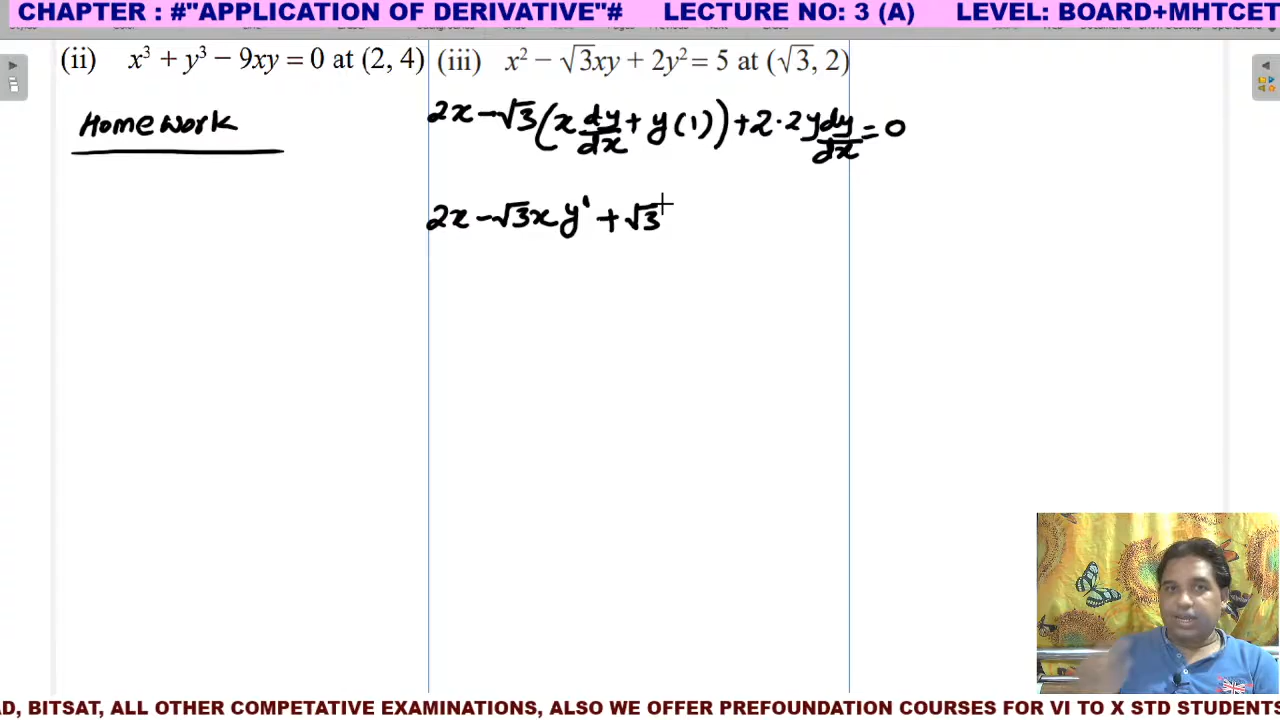 CHAPTER : #"APPLICATION OF DERIVATIVE"# LECTURE NO: 3 (A) LEVEL: BOARD+MHTCET
(ii) x³ + y³ − 9xy = 0 at (2, 4)
Homework
(iii) x² − √3xy + 2y² = 5 at (√3, 2)
2x − √3(x dy/dx + y(1)) + 2·2y dy/dx = 0
2x − √3x y' + √3
AD, BITSAT, ALL OTHER COMPETATIVE EXAMINATIONS, ALSO WE OFFER PREFOUNDATION COURSES FOR VI TO X STD STUDENTS